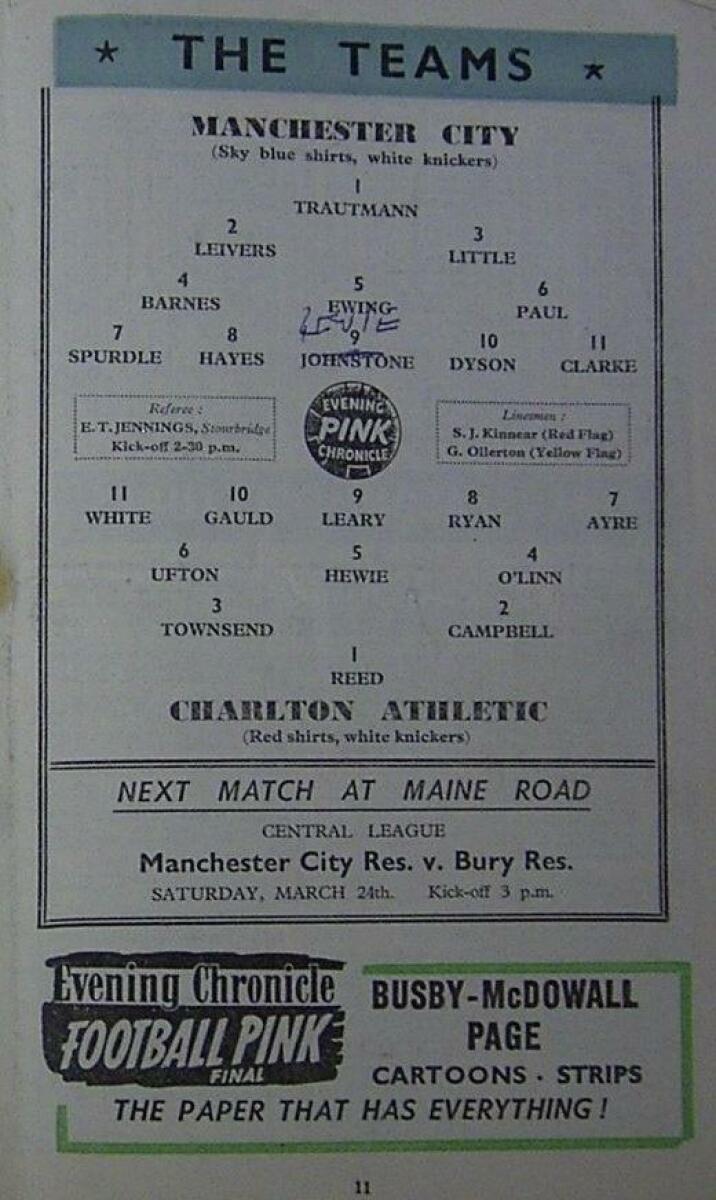 ★ THE TEAMS ★
MANCHESTER CITY
(Sky blue shirts, white knickers)
1
TRAUTMANN
2 3
LEIVERS LITTLE
4 5 6
BARNES EWING PAUL
7 8 9 10 11
SPURDLE HAYES JOHNSTONE DYSON CLARKE
Referee :
E. T. JENNINGS, Stourbridge
Kick-off 2-30 p.m.
EVENING
PINK
CHRONICLE
Linesmen :
S. J. Kinnear (Red Flag)
G. Ollerton (Yellow Flag)
11 10 9 8 7
WHITE GAULD LEARY RYAN AYRE
6 5 4
UFTON HEWIE O'LINN
3 2
TOWNSEND CAMPBELL
1
REED
CHARLTON ATHLETIC
(Red shirts, white knickers)
NEXT MATCH AT MAINE ROAD
CENTRAL LEAGUE
Manchester City Res. v. Bury Res.
SATURDAY, MARCH 24th. Kick-off 3 p.m.
Evening Chronicle
FOOTBALL PINK
FINAL
BUSBY-McDOWALL
PAGE
CARTOONS · STRIPS
THE PAPER THAT HAS EVERYTHING !
11